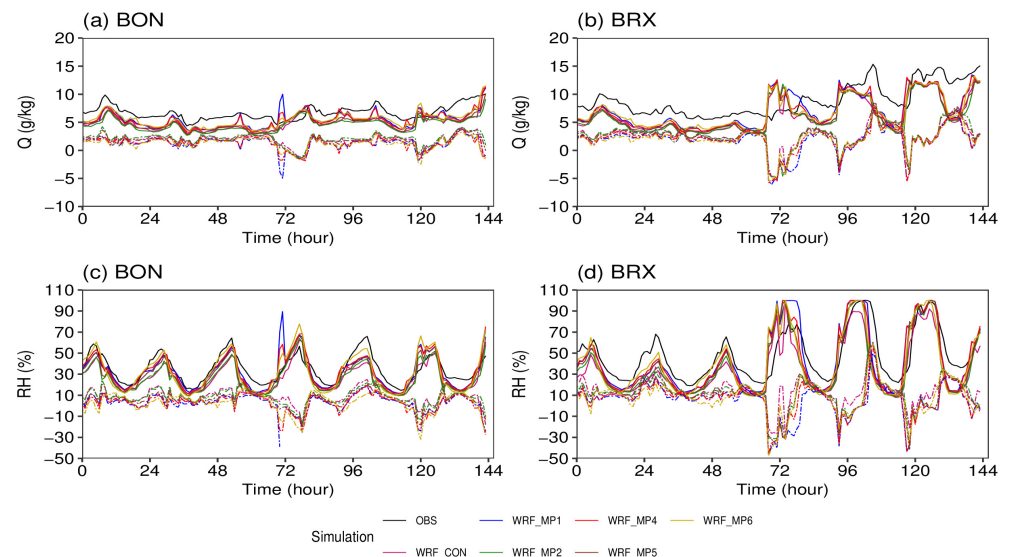 (a) BON
(b) BRX
20
15
10
5
0
−5
−10
Q (g/kg)
0 24 48 72 96 120 144
Time (hour)
20
15
10
5
0
−5
−10
Q (g/kg)
0 24 48 72 96 120 144
Time (hour)
(c) BON
(d) BRX
110
90
70
50
30
10
−10
−30
−50
RH (%)
0 24 48 72 96 120 144
Time (hour)
110
90
70
50
30
10
−10
−30
−50
RH (%)
0 24 48 72 96 120 144
Time (hour)
Simulation
OBS WRF_MP1 WRF_MP4 WRF_MP6
WRF_CON WRF_MP2 WRF_MP5